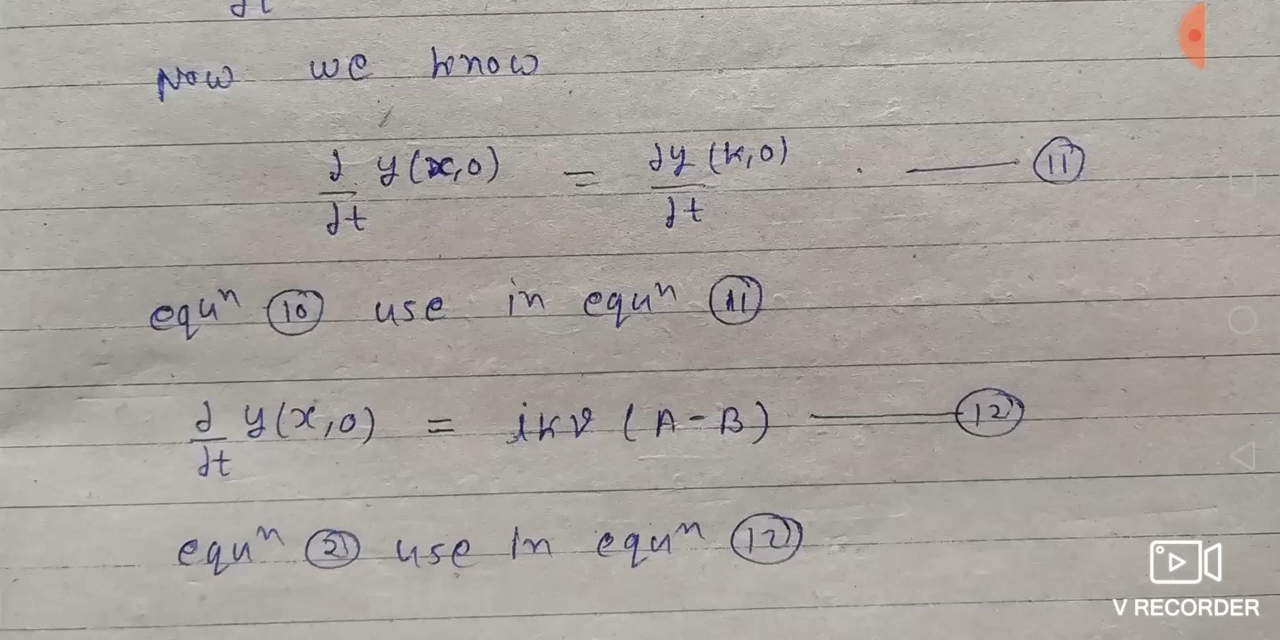 Now we know
∂/∂t y(x,0) = ∂y(k,0)/∂t . —— (11)
equⁿ (10) use in equⁿ (11)
∂/∂t y(x,0) = ikv (A-B) —— (12)
equⁿ (2) use in equⁿ (12)
V RECORDER